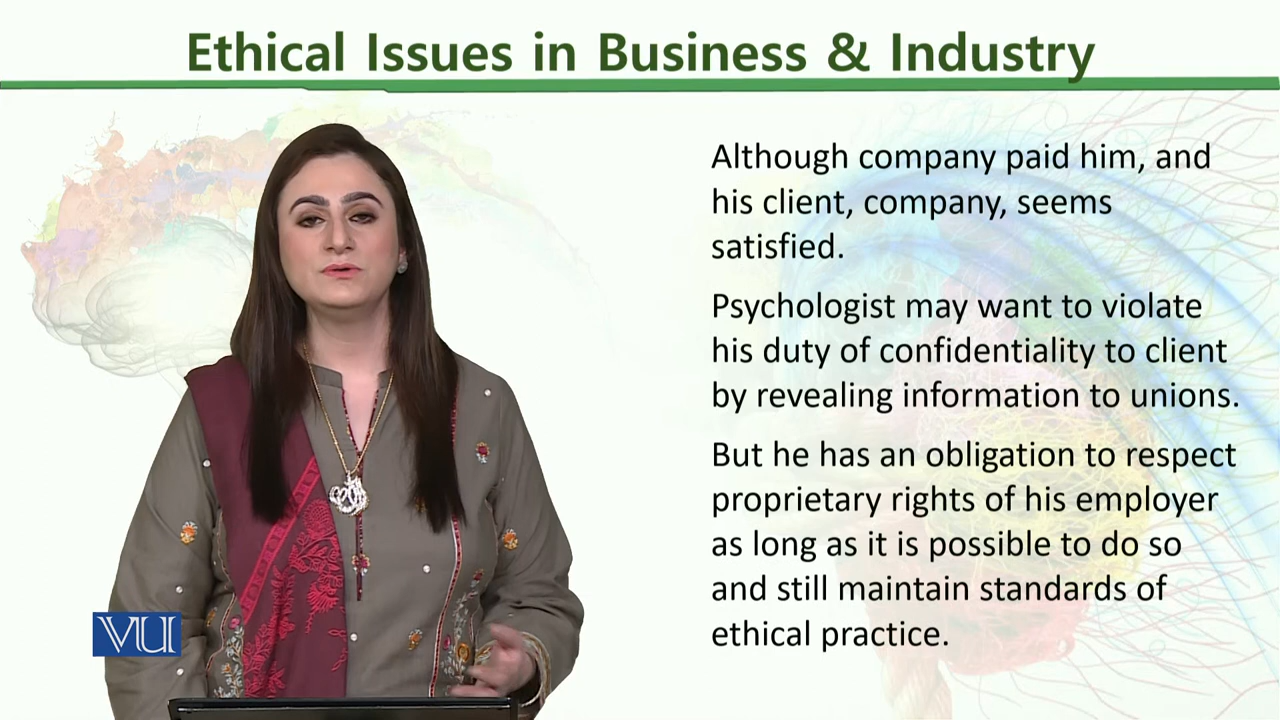 Ethical Issues in Business & Industry
Although company paid him, and
his client, company, seems
satisfied.
Psychologist may want to violate
his duty of confidentiality to client
by revealing information to unions.
But he has an obligation to respect
proprietary rights of his employer
as long as it is possible to do so
and still maintain standards of
ethical practice.
VU